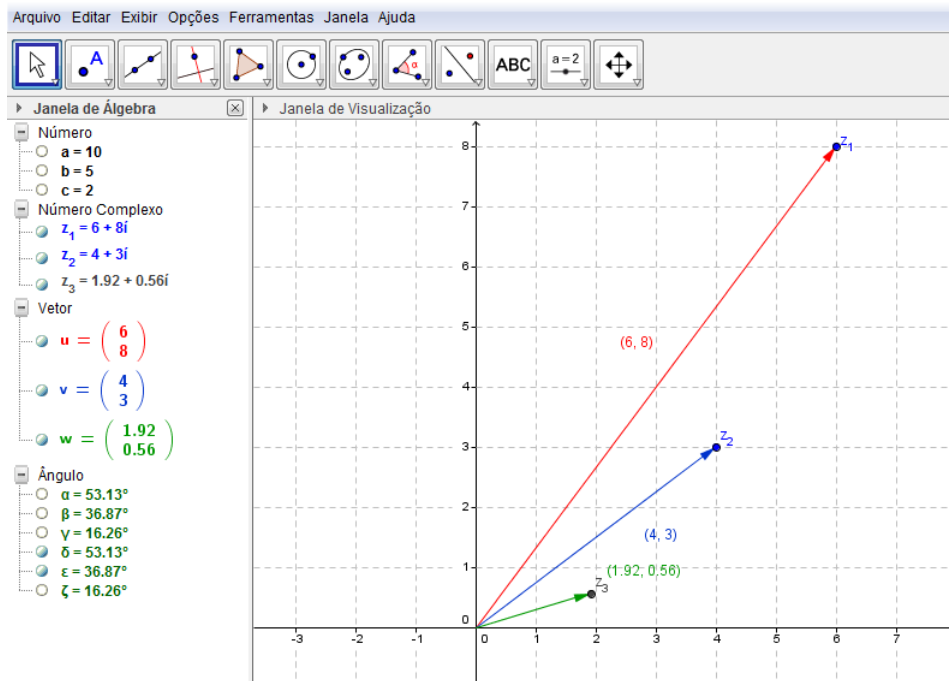 Arquivo Editar Exibir Opções Ferramentas Janela Ajuda
A
α
ABC
a=2
Janela de Álgebra
Janela de Visualização
Número
a = 10
b = 5
c = 2
Número Complexo
z1 = 6 + 8í
z2 = 4 + 3í
z3 = 1.92 + 0.56í
Vetor
u = ( 6
8 )
v = ( 4
3 )
w = ( 1.92
0.56 )
Ângulo
α = 53.13°
β = 36.87°
γ = 16.26°
δ = 53.13°
ε = 36.87°
ζ = 16.26°
8
z1
7
6
5
(6, 8)
4
3
z2
2
(4, 3)
1
(1.92, 0.56)
z3
0
-3 -2 -1 0 1 2 3 4 5 6 7